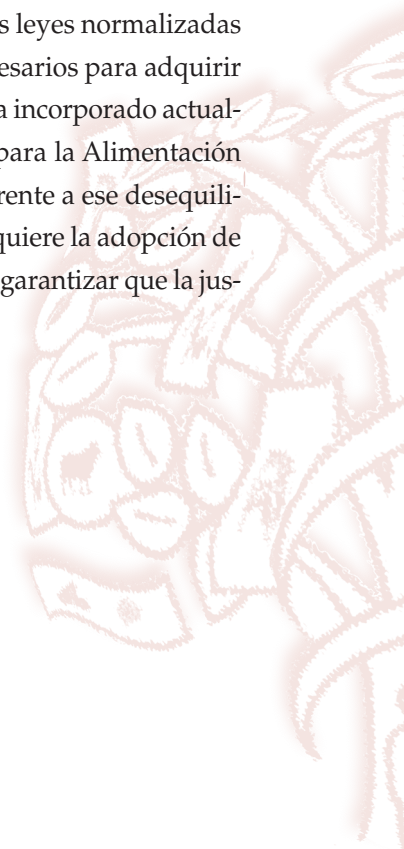 s leyes normalizadas
esarios para adquirir
a incorporado actual-
para la Alimentación
rente a ese desequili-
quiere la adopción de
garantizar que la jus-